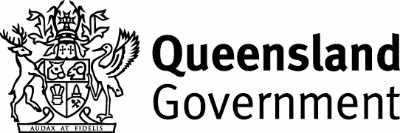 Queensland
Government
AUDAX AT FIDELIS